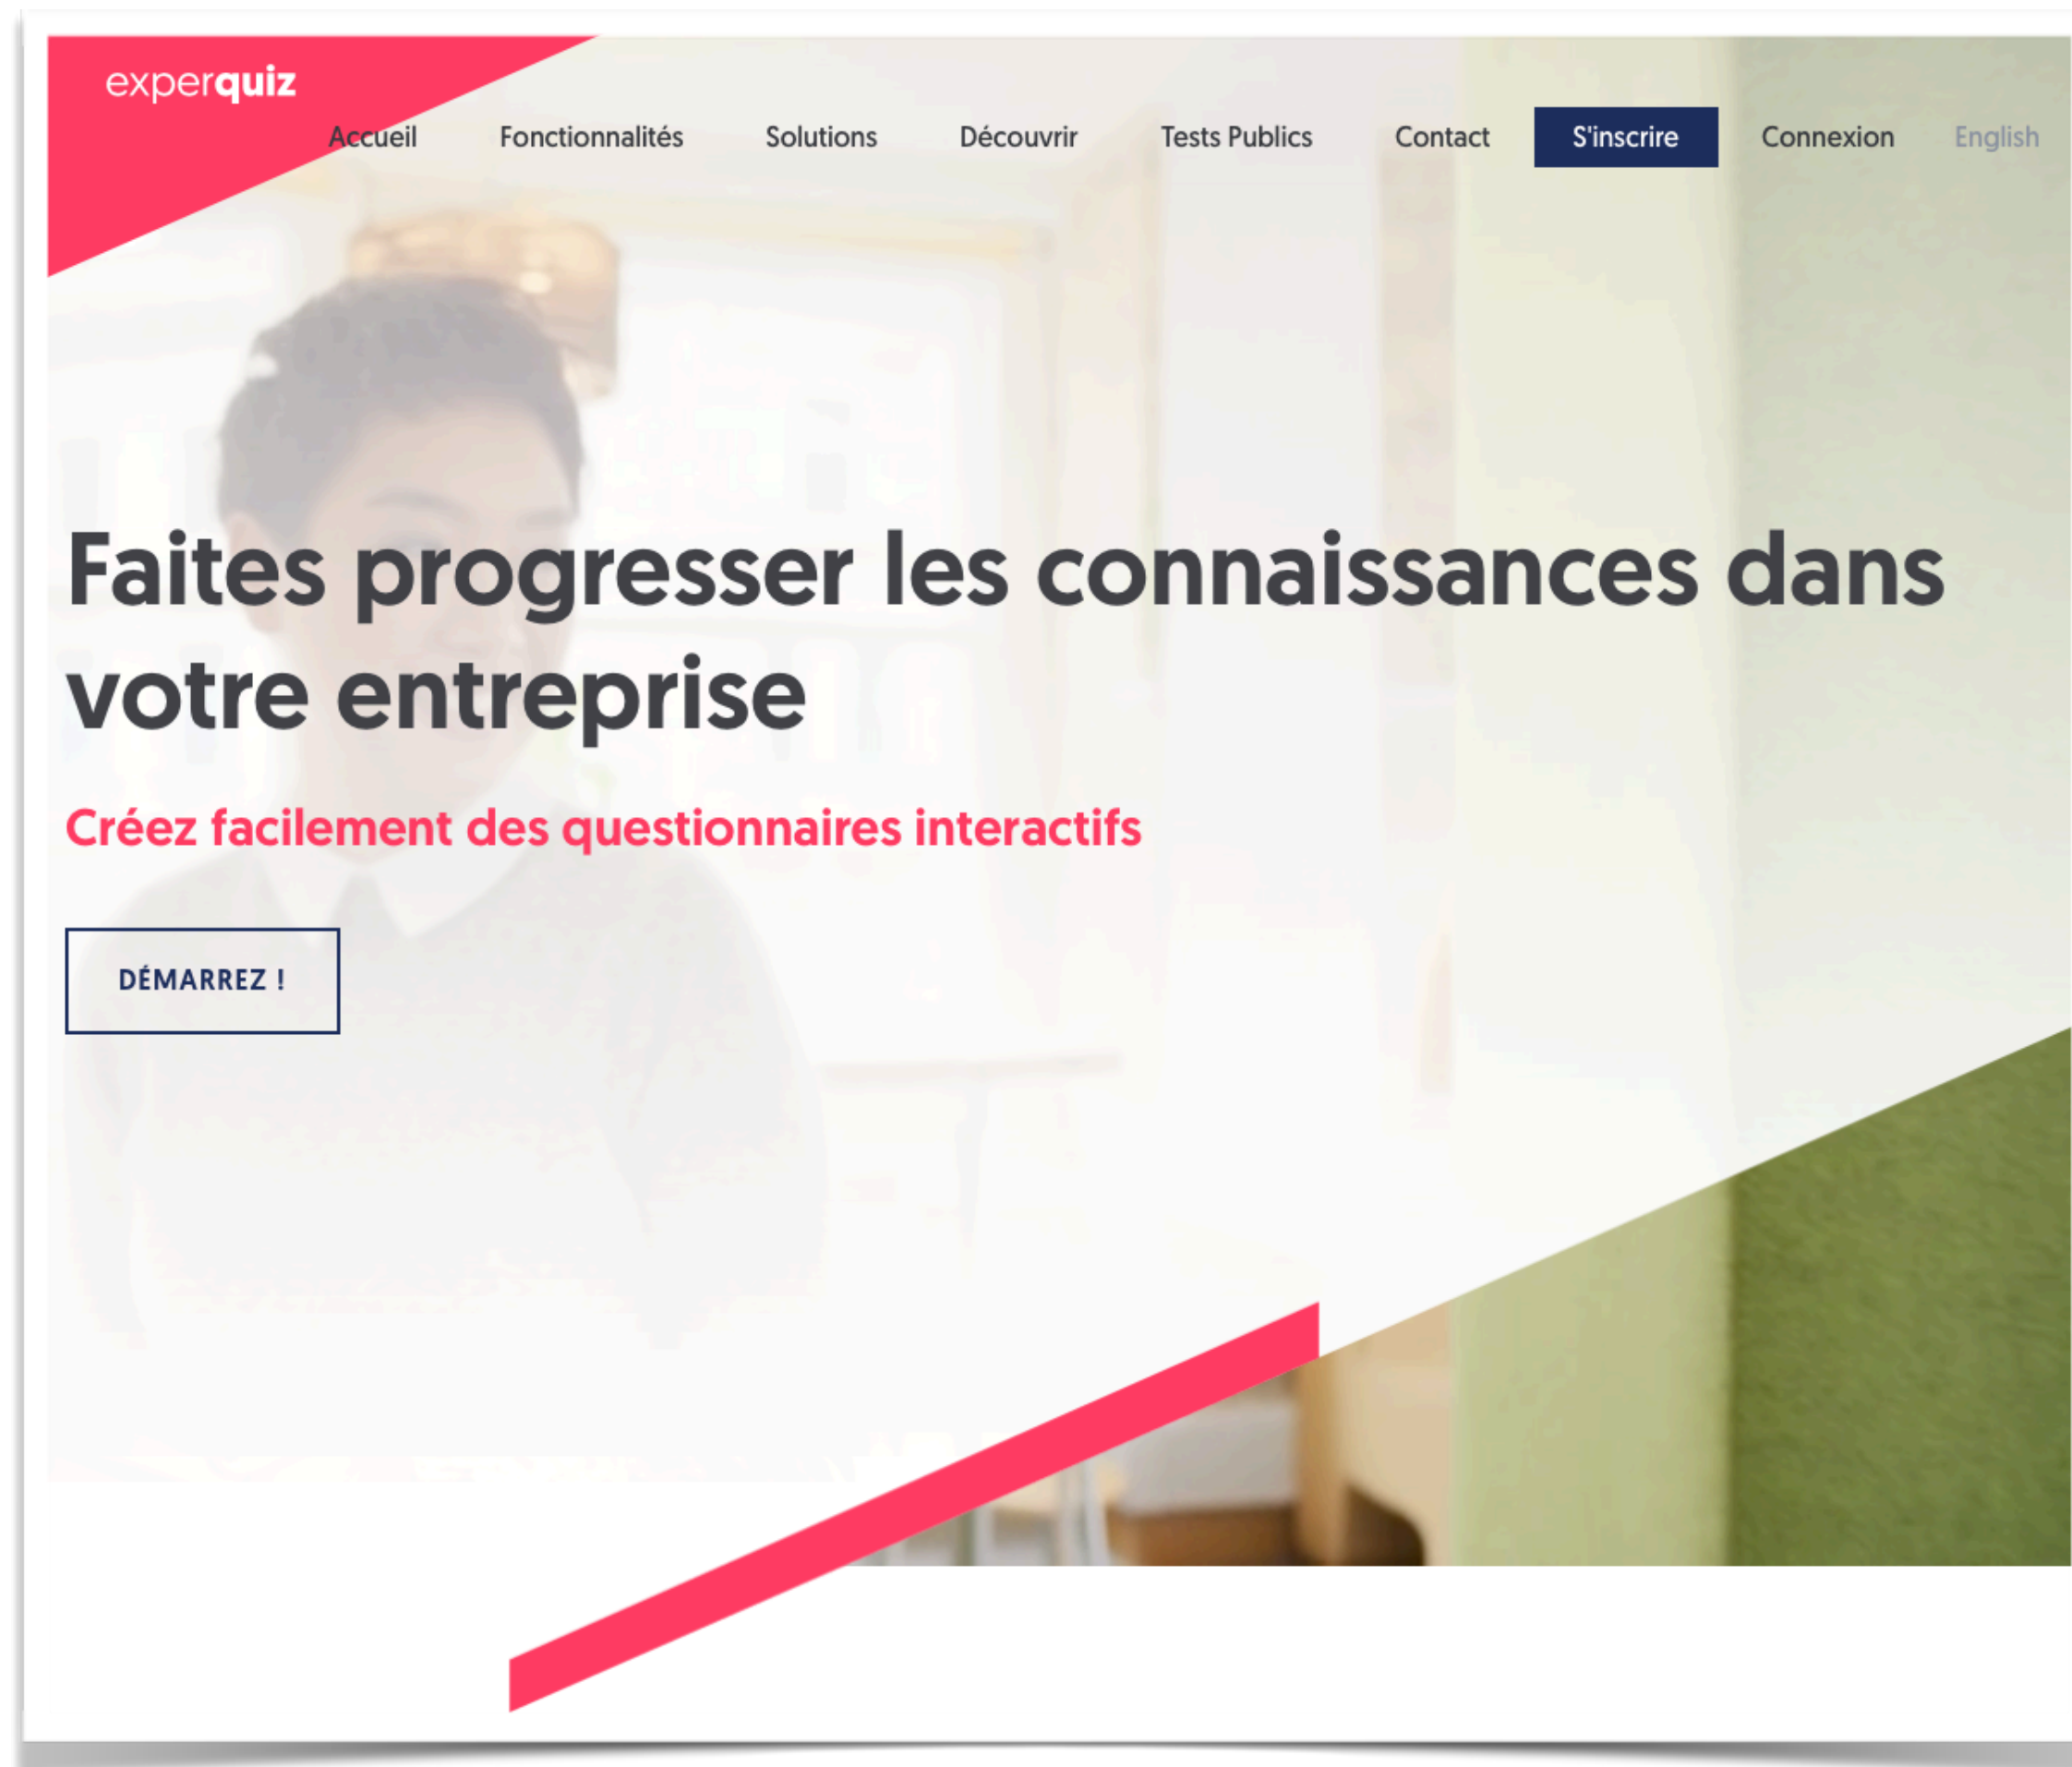 experquiz
Accueil Fonctionnalités Solutions Découvrir Tests Publics Contact S'inscrire Connexion English
Faites progresser les connaissances dans
votre entreprise
Créez facilement des questionnaires interactifs
DÉMARREZ !